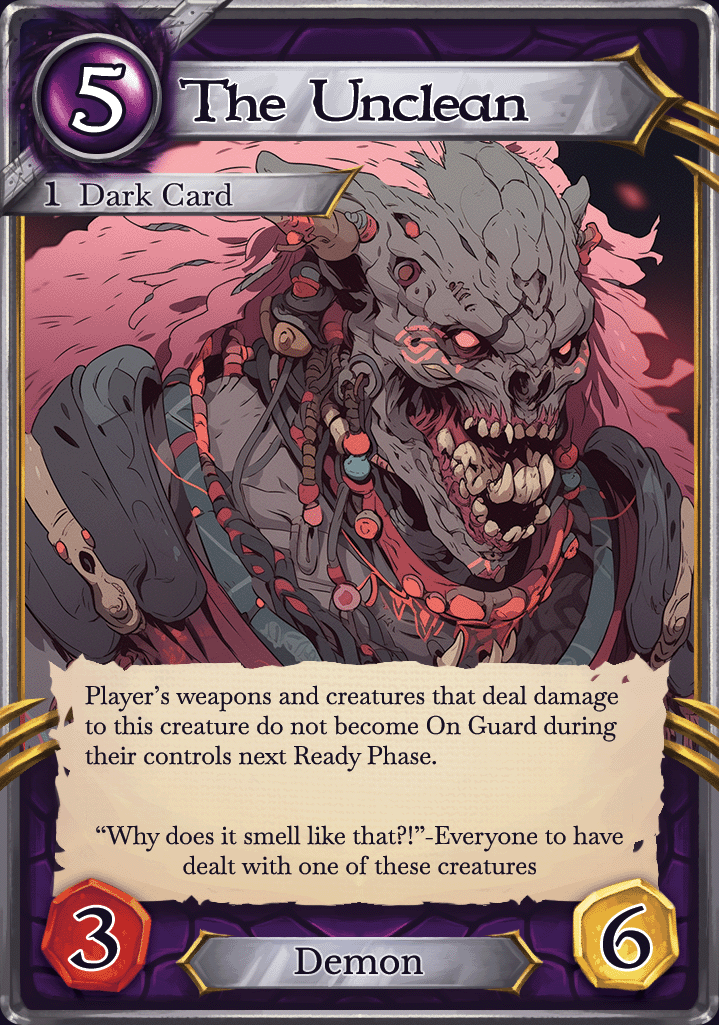 5
The Unclean
1 Dark Card
Player's weapons and creatures that deal damage
to this creature do not become On Guard during
their controls next Ready Phase.
“Why does it smell like that?!”-Everyone to have
dealt with one of these creatures
3
Demon
6